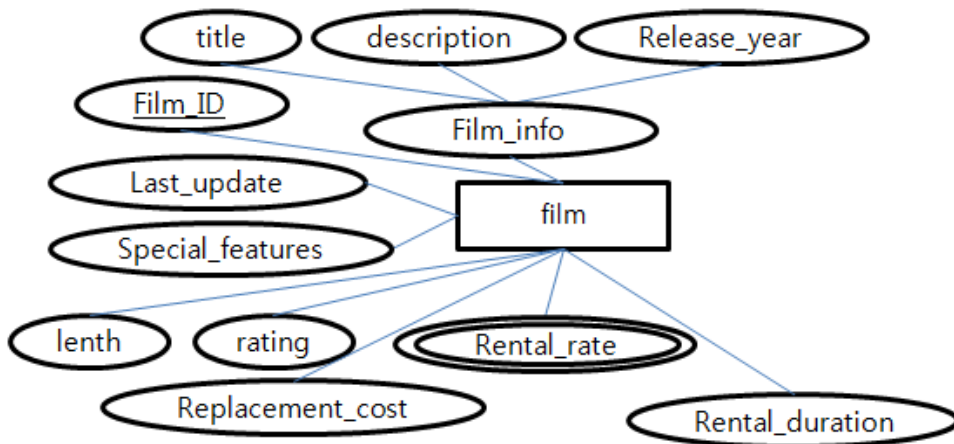 title
description
Release_year
Film_ID
Film_info
Last_update
film
Special_features
lenth
rating
Rental_rate
Replacement_cost
Rental_duration